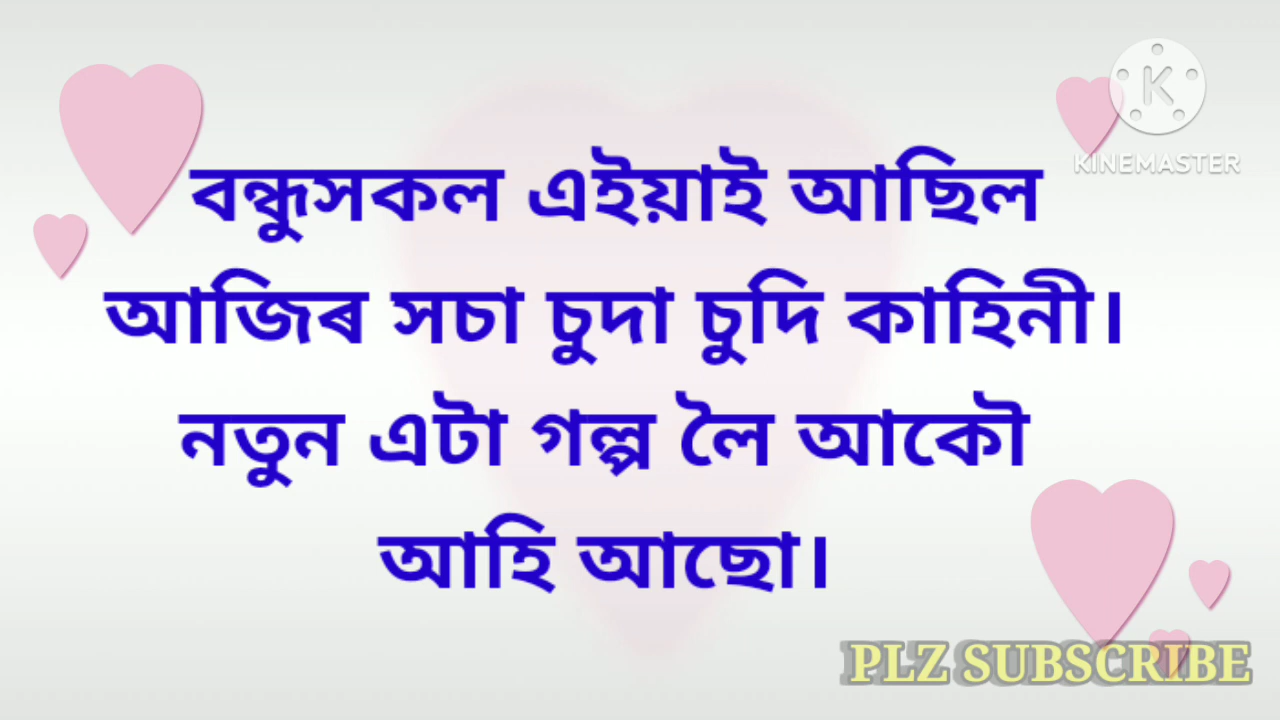 বন্ধুসকল এইয়াই আছিল
আজিৰ সচা চুদা চুদি কাহিনী।
নতুন এটা গল্প লৈ আকৌ
আহি আছো।
K
KINEMASTER
PLZ SUBSCRIBE